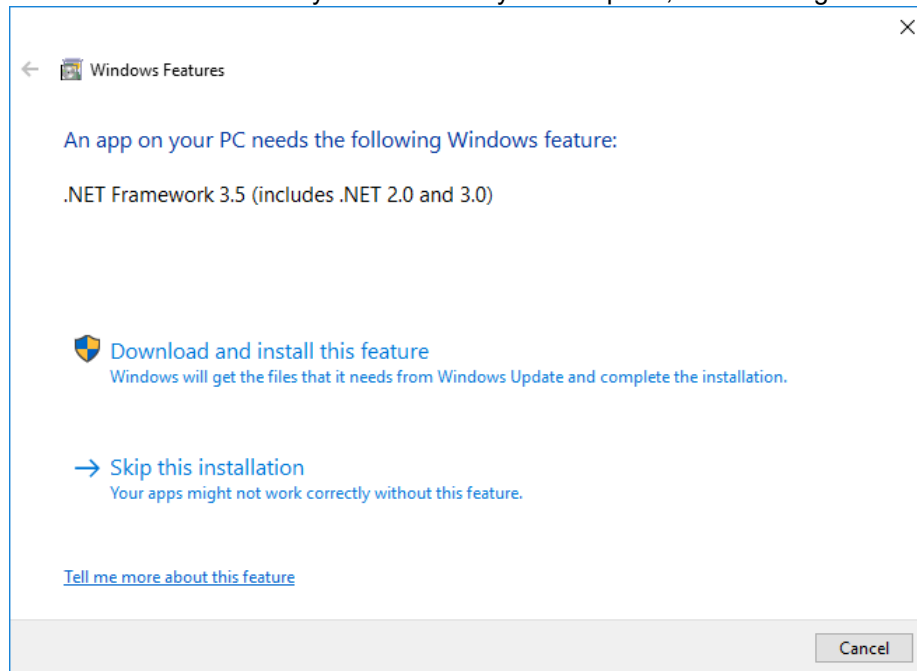 Windows Features
An app on your PC needs the following Windows feature:
.NET Framework 3.5 (includes .NET 2.0 and 3.0)
Download and install this feature
Windows will get the files that it needs from Windows Update and complete the installation.
Skip this installation
Your apps might not work correctly without this feature.
Tell me more about this feature
Cancel